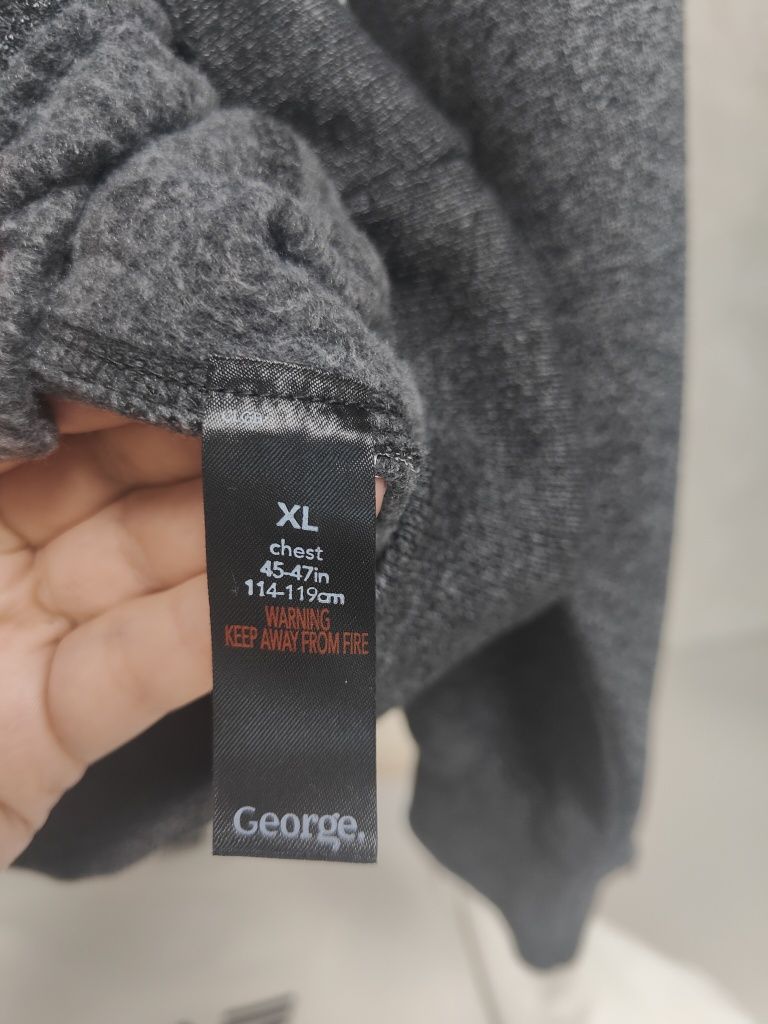 XL
chest
45-47in
114-119cm
WARNING
KEEP AWAY FROM FIRE
George.